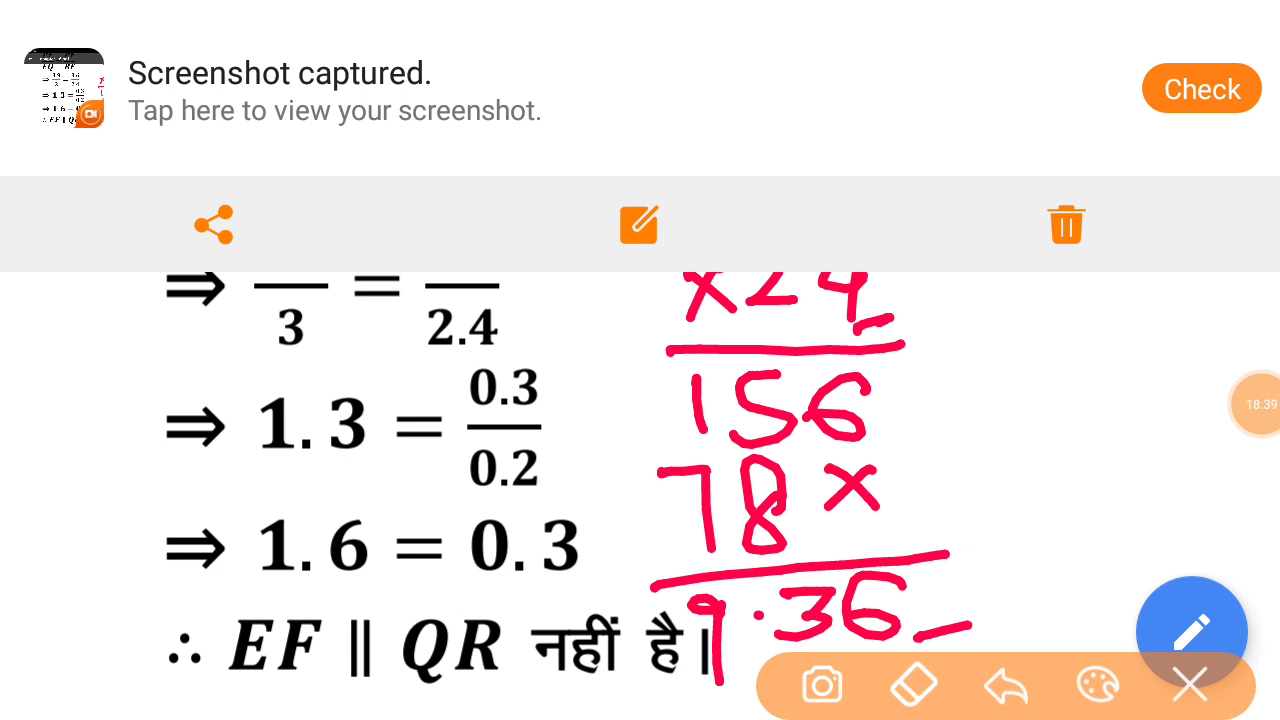 Screenshot captured.
Tap here to view your screenshot.
Check
⇒ /3 = /2.4
⇒ 1.3 = 0.3/0.2
⇒ 1.6 = 0.3
∴ EF ∥ QR नहीं है।
×24
156
78×
9.36
18:39